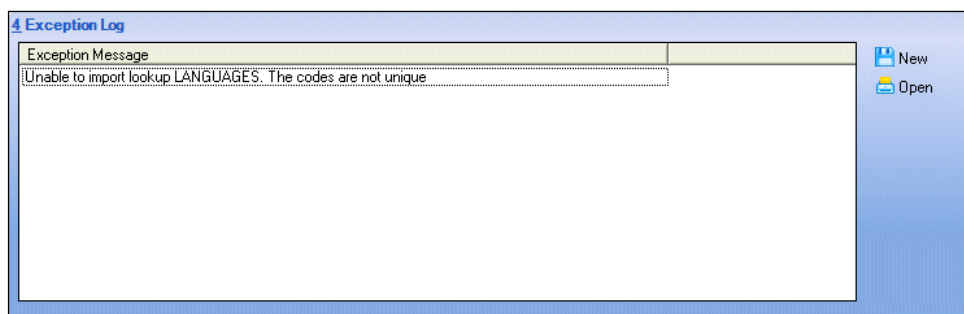 4 Exception Log
Exception Message
Unable to import lookup LANGUAGES. The codes are not unique
New
Open